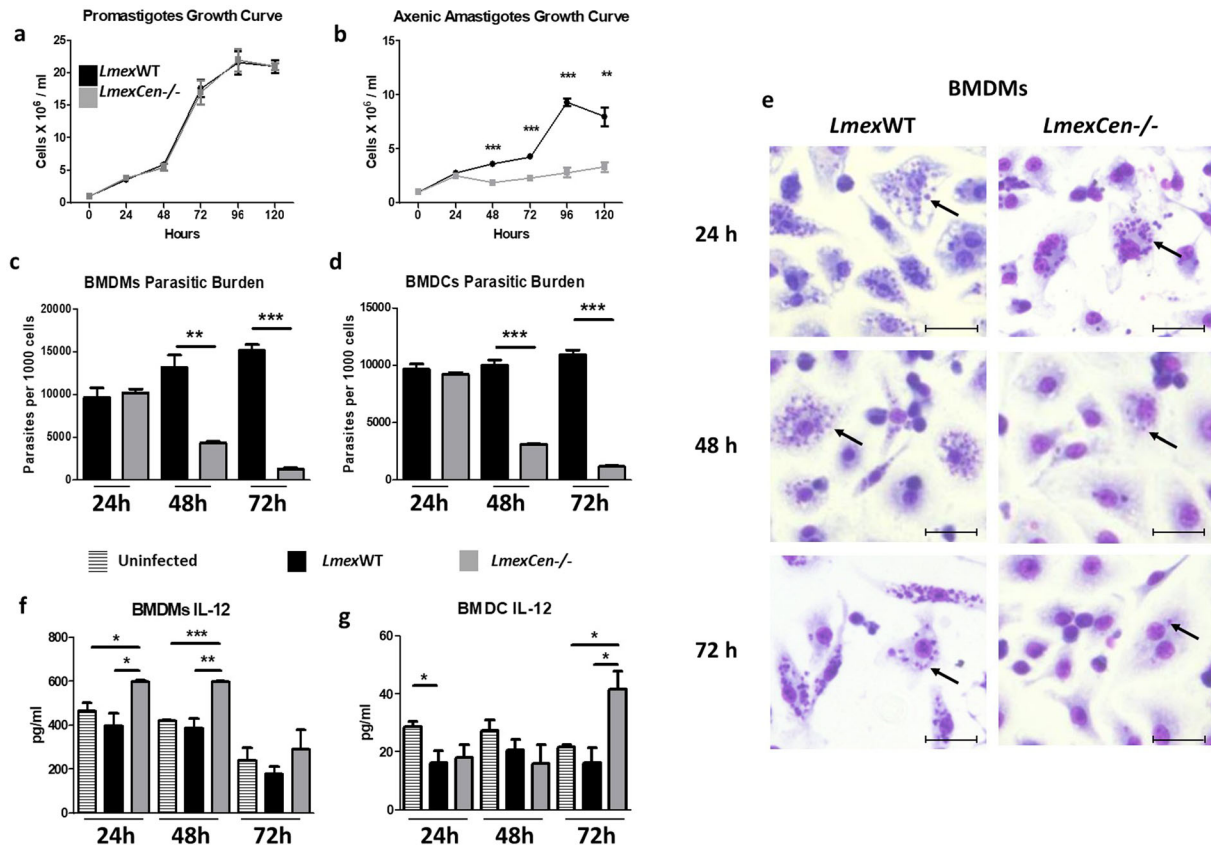 a
Promastigotes Growth Curve
Cells X 10⁶ / ml
25
20
15
10
5
0
LmexWT
LmexCen-/-
0 24 48 72 96 120
Hours
b
Axenic Amastigotes Growth Curve
Cells X 10⁶ / ml
15
10
5
0
*** *** *** **
0 24 48 72 96 120
Hours
c
BMDMs Parasitic Burden
Parasites per 1000 cells
20000
15000
10000
5000
0
** ***
24h 48h 72h
d
BMDCs Parasitic Burden
15000
10000
5000
0
*** ***
24h 48h 72h
Uninfected LmexWT LmexCen-/-
e
BMDMs
LmexWT LmexCen-/-
24 h
48 h
72 h
f
BMDMs IL-12
pg/ml
800
600
400
200
0
* *** * **
24h 48h 72h
g
BMDC IL-12
pg/ml
60
40
20
0
* * *
24h 48h 72h